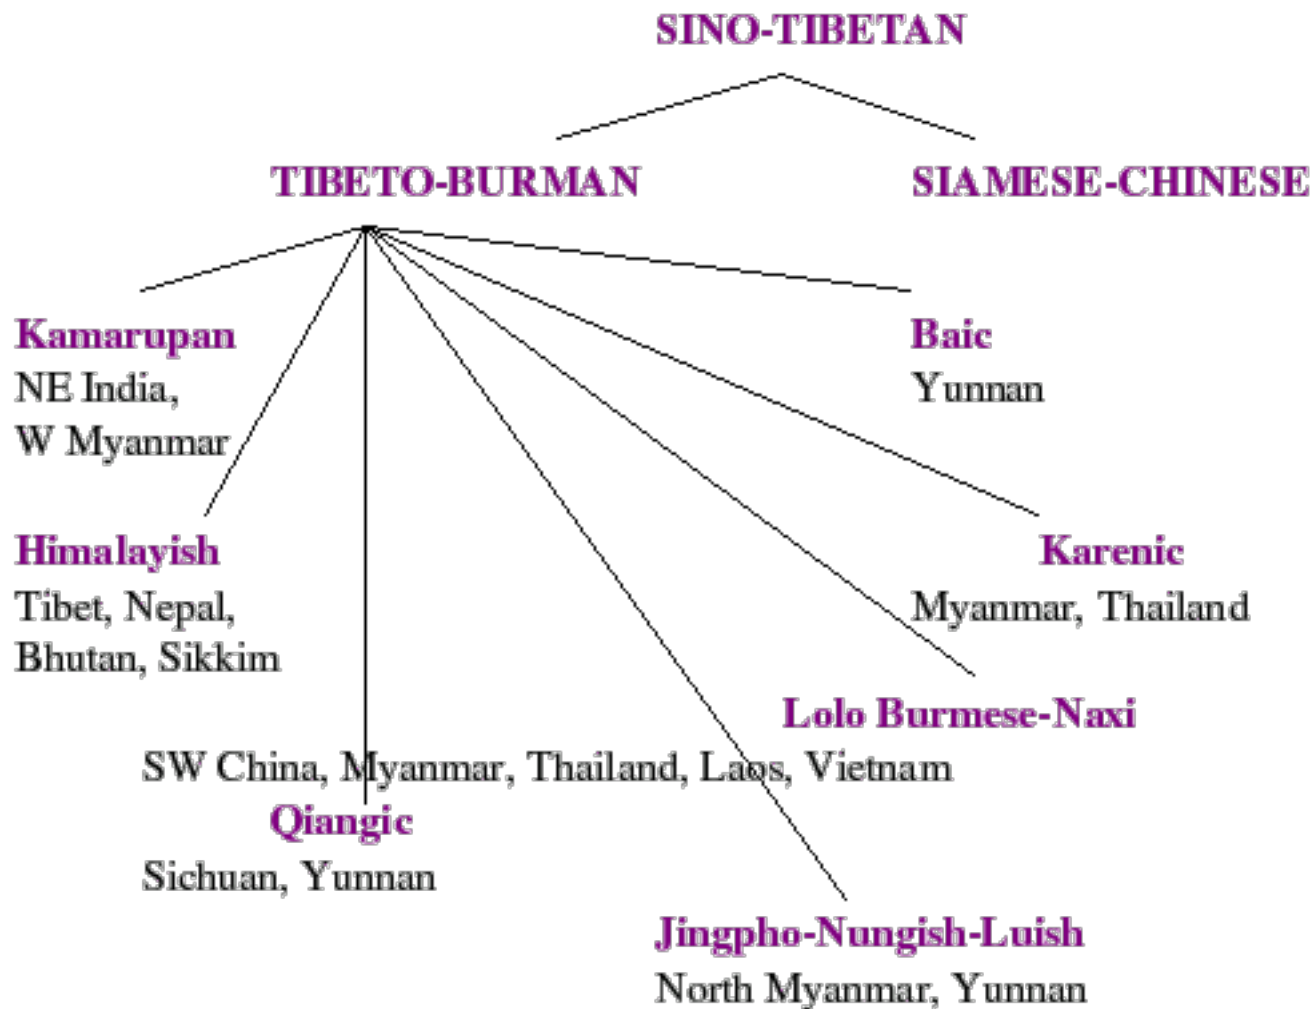 SINO-TIBETAN
TIBETO-BURMAN
SIAMESE-CHINESE
Kamarupan
NE India,
W Myanmar
Baic
Yunnan
Himalayish
Tibet, Nepal,
Bhutan, Sikkim
Karenic
Myanmar, Thailand
Lolo Burmese-Naxi
SW China, Myanmar, Thailand, Laos, Vietnam
Qiangic
Sichuan, Yunnan
Jingpho-Nungish-Luish
North Myanmar, Yunnan